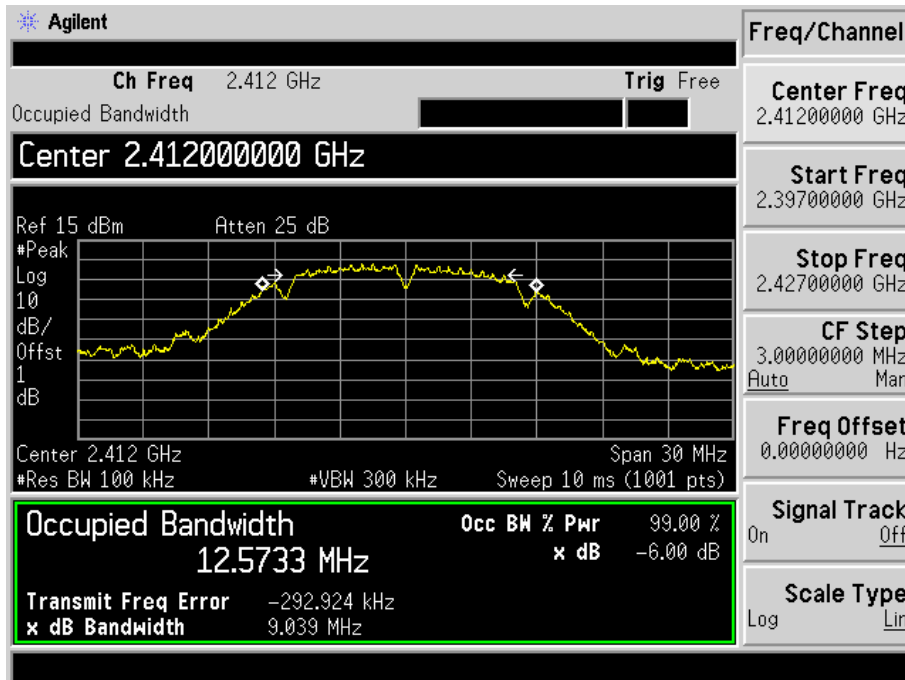 Agilent
Freq/Channel
Ch Freq 2.412 GHz Trig Free
Occupied Bandwidth
Center 2.412000000 GHz
Ref 15 dBm Atten 25 dB
#Peak
Log
10
dB/
Offst
1
dB
Center 2.412 GHz Span 30 MHz
#Res BW 100 kHz #VBW 300 kHz Sweep 10 ms (1001 pts)
Occupied Bandwidth
12.5733 MHz
Occ BW % Pwr 99.00 %
x dB -6.00 dB
Transmit Freq Error -292.924 kHz
x dB Bandwidth 9.039 MHz
Center Freq
2.41200000 GHz
Start Freq
2.39700000 GHz
Stop Freq
2.42700000 GHz
CF Step
3.00000000 MHz
Auto Man
Freq Offset
0.00000000 Hz
Signal Track
On Off
Scale Type
Log Lin